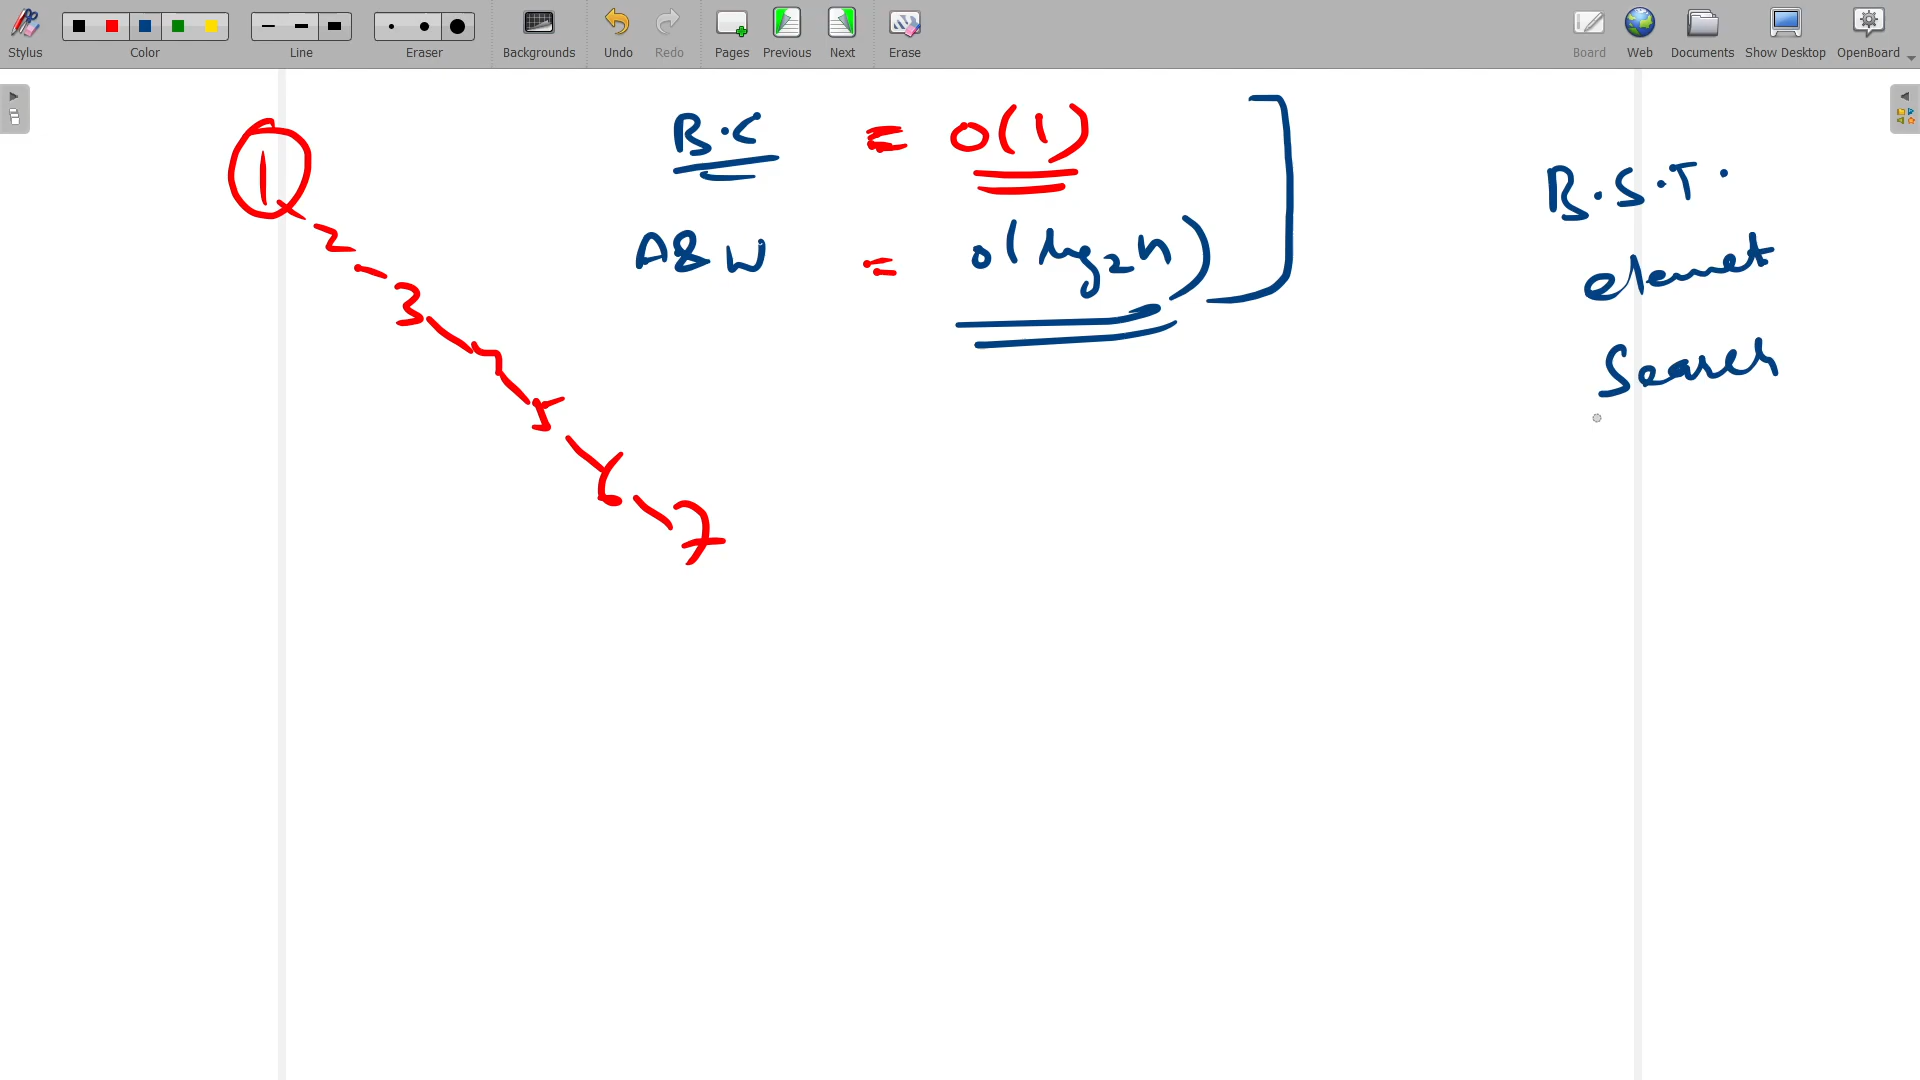 Stylus Color Line Eraser Backgrounds Undo Redo Pages Previous Next Erase Board Web Documents Show Desktop OpenBoard
B.C = O(1)
A&W = O(log₂n)
B.S.T.
element
Search
1
2
3
4
5
6
7